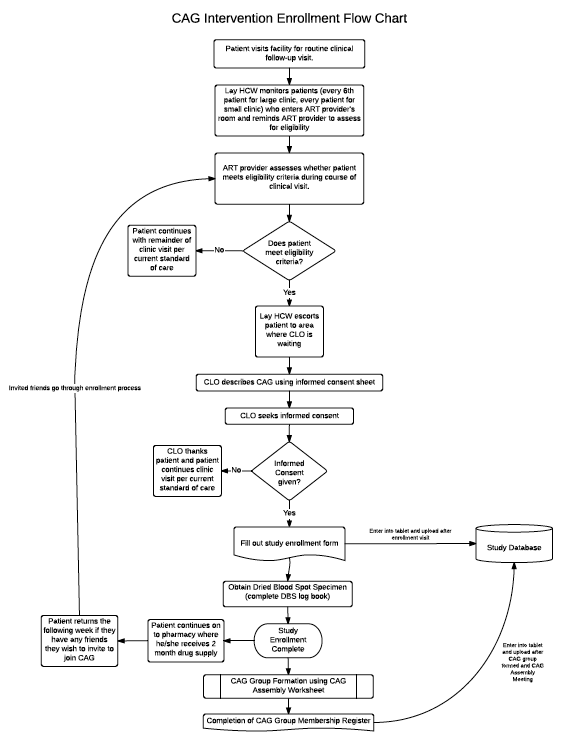 CAG Intervention Enrollment Flow Chart
Patient visits facility for routine clinical
follow-up visit.
Lay HCW monitors patients (every 6th
patient for large clinic, every patient for
small clinic) who enters ART provider's
room and reminds ART provider to assess
for eligibility
ART provider assesses whether patient
meets eligibility criteria during course of
clinical visit.
Patient continues
with remainder of
clinic visit per
current standard
of care
No
Does patient
meet eligibility
criteria?
Yes
Lay HCW escorts
patient to area
where CLO is
waiting
Invited friends go through enrollment process
CLO describes CAG using informed consent sheet
CLO seeks informed consent
CLO thanks
patient and patient
continues clinic
visit per current
standard of care
No
Informed
Consent
given?
Yes
Fill out study enrollment form
Enter into tablet and upload after
enrollment visit
Study Database
Obtain Dried Blood Spot Specimen
(complete DBS log book)
Patient returns the
following week if they
have any friends
they wish to invite to
join CAG
Patient continues on
to pharmacy where
he/she receives 2
month drug supply
Study
Enrollment
Complete
Enter into tablet
and upload after
CAG group
formed and CAG
Assembly
Meeting
CAG Group Formation using CAG
Assembly Worksheet
Completion of CAG Group Membership Register